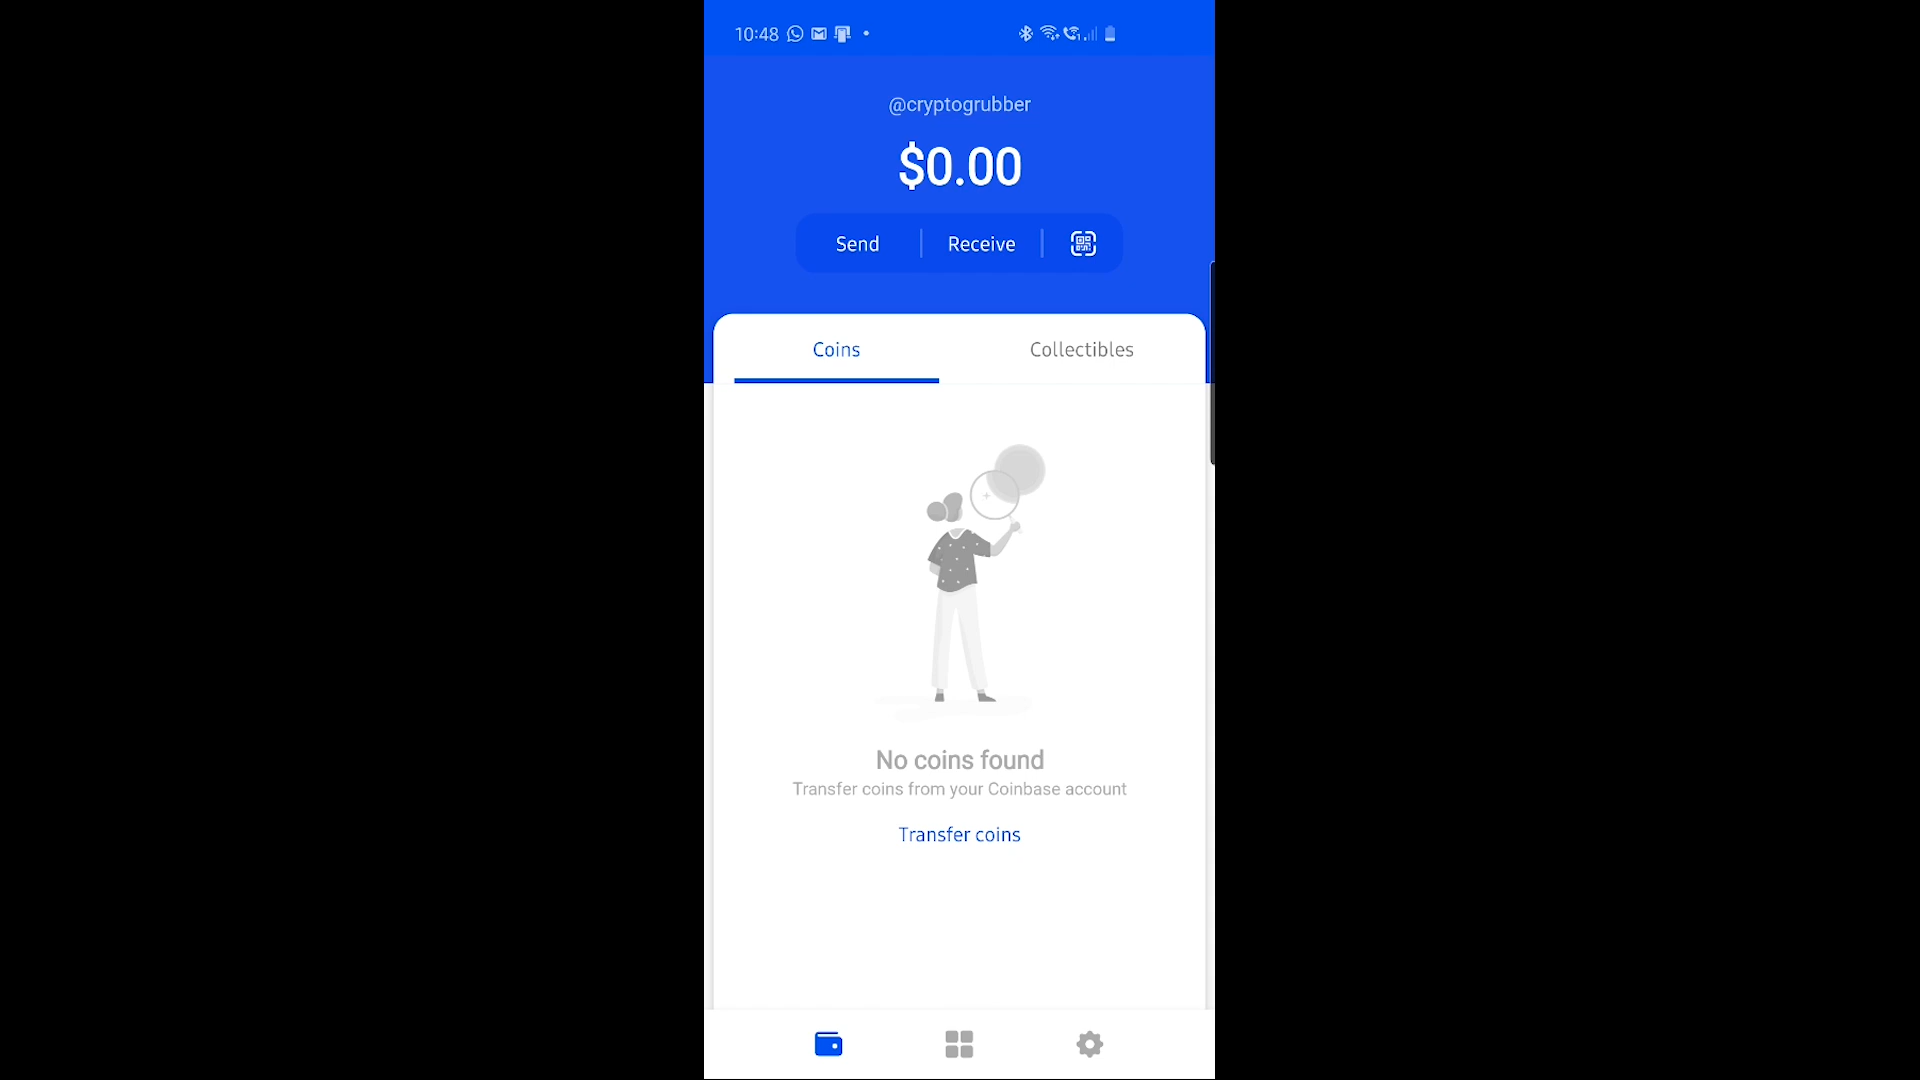 10:48
@cryptogrubber
$0.00
Send
Receive
Coins
Collectibles
No coins found
Transfer coins from your Coinbase account
Transfer coins